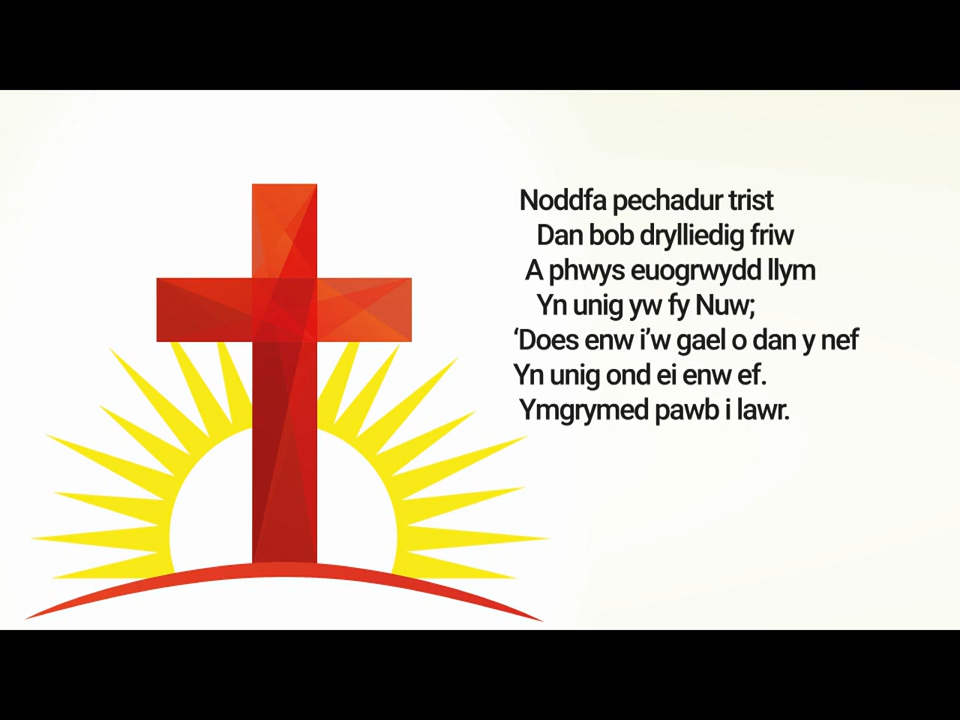 Noddfa pechadur trist
Dan bob drylliedig friw
A phwys euogrwydd llym
Yn unig yw fy Nuw;
‘Does enw i’w gael o dan y nef
Yn unig ond ei enw ef.
Ymgrymed pawb i lawr.